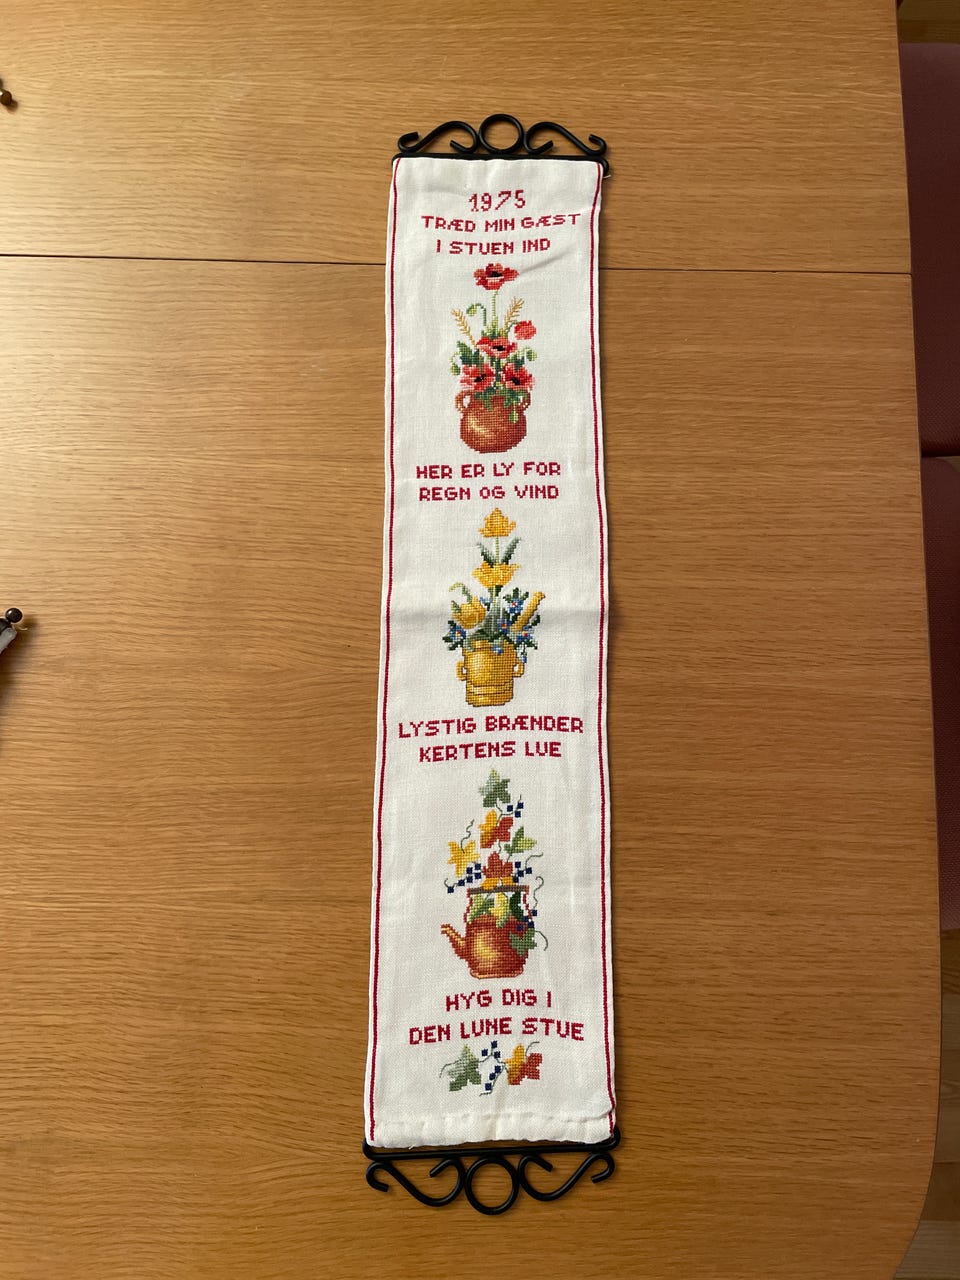 1975
TRÆD MIN GÆST
I STUEN IND
HER ER LY FOR
REGN OG VIND
LYSTIG BRÆNDER
KERTENS LUE
HYG DIG I
DEN LUNE STUE